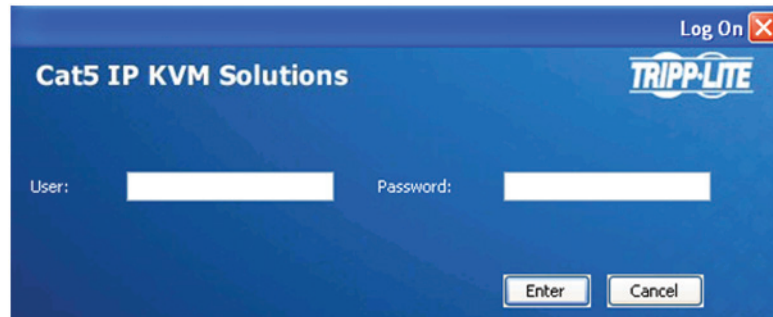 Log On
Cat5 IP KVM Solutions
TRIPP·LITE
User:
Password:
Enter
Cancel